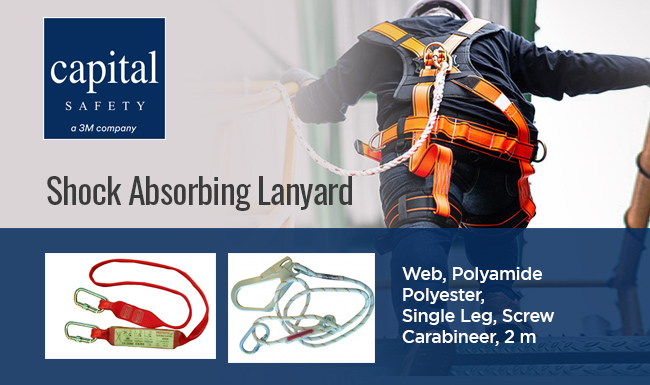 capital
SAFETY
a 3M company
Shock Absorbing Lanyard
Web, Polyamide
Polyester,
Single Leg, Screw
Carabineer, 2 m